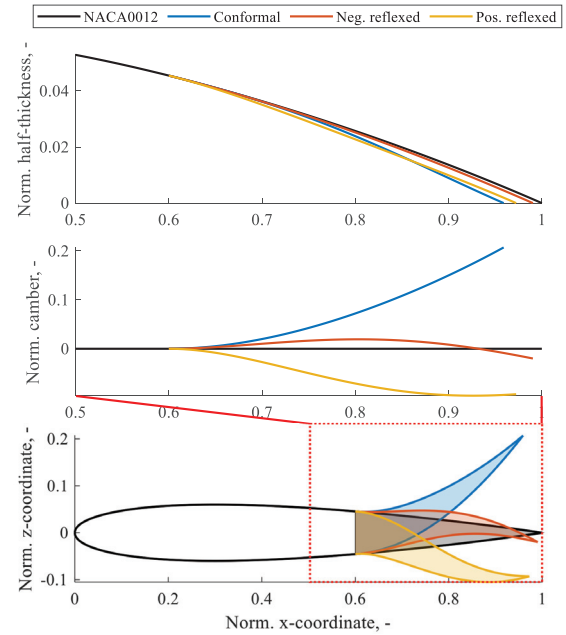 NACA0012 Conformal Neg. reflexed Pos. reflexed
Norm. half-thickness, -
0.04
0.02
0
0.5 0.6 0.7 0.8 0.9 1
Norm. camber, -
0.2
0.1
0
0.5 0.6 0.7 0.8 0.9 1
Norm. z-coordinate, -
0.2
0.1
0
-0.1
0 0.2 0.4 0.6 0.8 1
Norm. x-coordinate, -